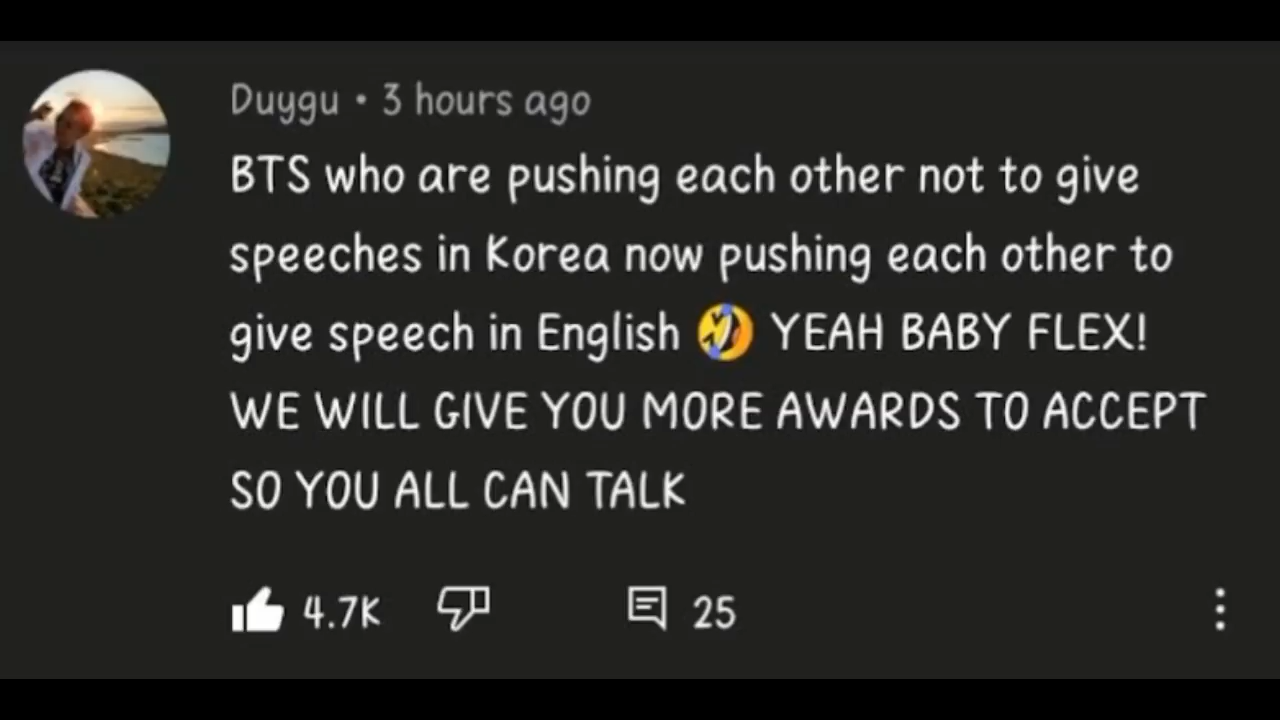 Duygu • 3 hours ago
BTS who are pushing each other not to give
speeches in Korea now pushing each other to
give speech in English 🤣 YEAH BABY FLEX!
WE WILL GIVE YOU MORE AWARDS TO ACCEPT
SO YOU ALL CAN TALK
4.7K 25